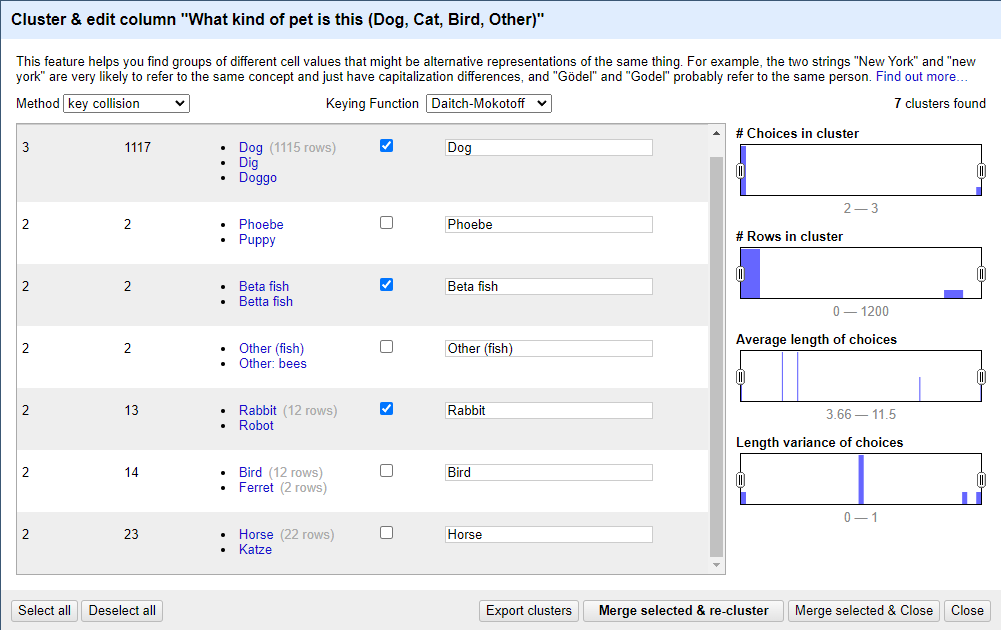 Cluster & edit column "What kind of pet is this (Dog, Cat, Bird, Other)"
This feature helps you find groups of different cell values that might be alternative representations of the same thing. For example, the two strings "New York" and "new
york" are very likely to refer to the same concept and just have capitalization differences, and "Gödel" and "Godel" probably refer to the same person. Find out more…
Method key collision Keying Function Daitch-Mokotoff 7 clusters found
3 1117 Dog (1115 rows) Dog
Dig
Doggo
2 2 Phoebe Phoebe
Puppy
2 2 Beta fish Beta fish
Betta fish
2 2 Other (fish) Other (fish)
Other: bees
2 13 Rabbit (12 rows) Rabbit
Robot
2 14 Bird (12 rows) Bird
Ferret (2 rows)
2 23 Horse (22 rows) Horse
Katze
# Choices in cluster
2 — 3
# Rows in cluster
0 — 1200
Average length of choices
3.66 — 11.5
Length variance of choices
0 — 1
Select all Deselect all Export clusters Merge selected & re-cluster Merge selected & Close Close